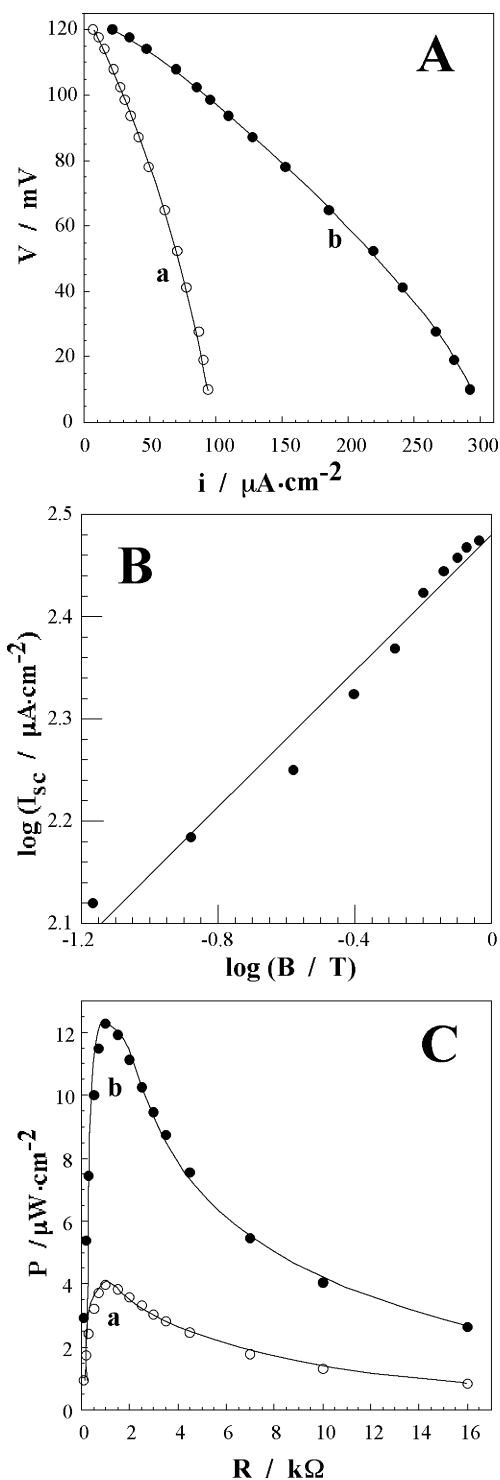 A
V / mV
120
100
80
60
40
20
0
a
b
0 50 100 150 200 250 300
i / μA·cm⁻²
B
log (I_sc / μA·cm⁻²)
2.5
2.4
2.3
2.2
2.1
-1.2 -0.8 -0.4 0
log (B / T)
C
P / μW·cm⁻²
12
10
8
6
4
2
0
b
a
0 2 4 6 8 10 12 14 16
R / kΩ